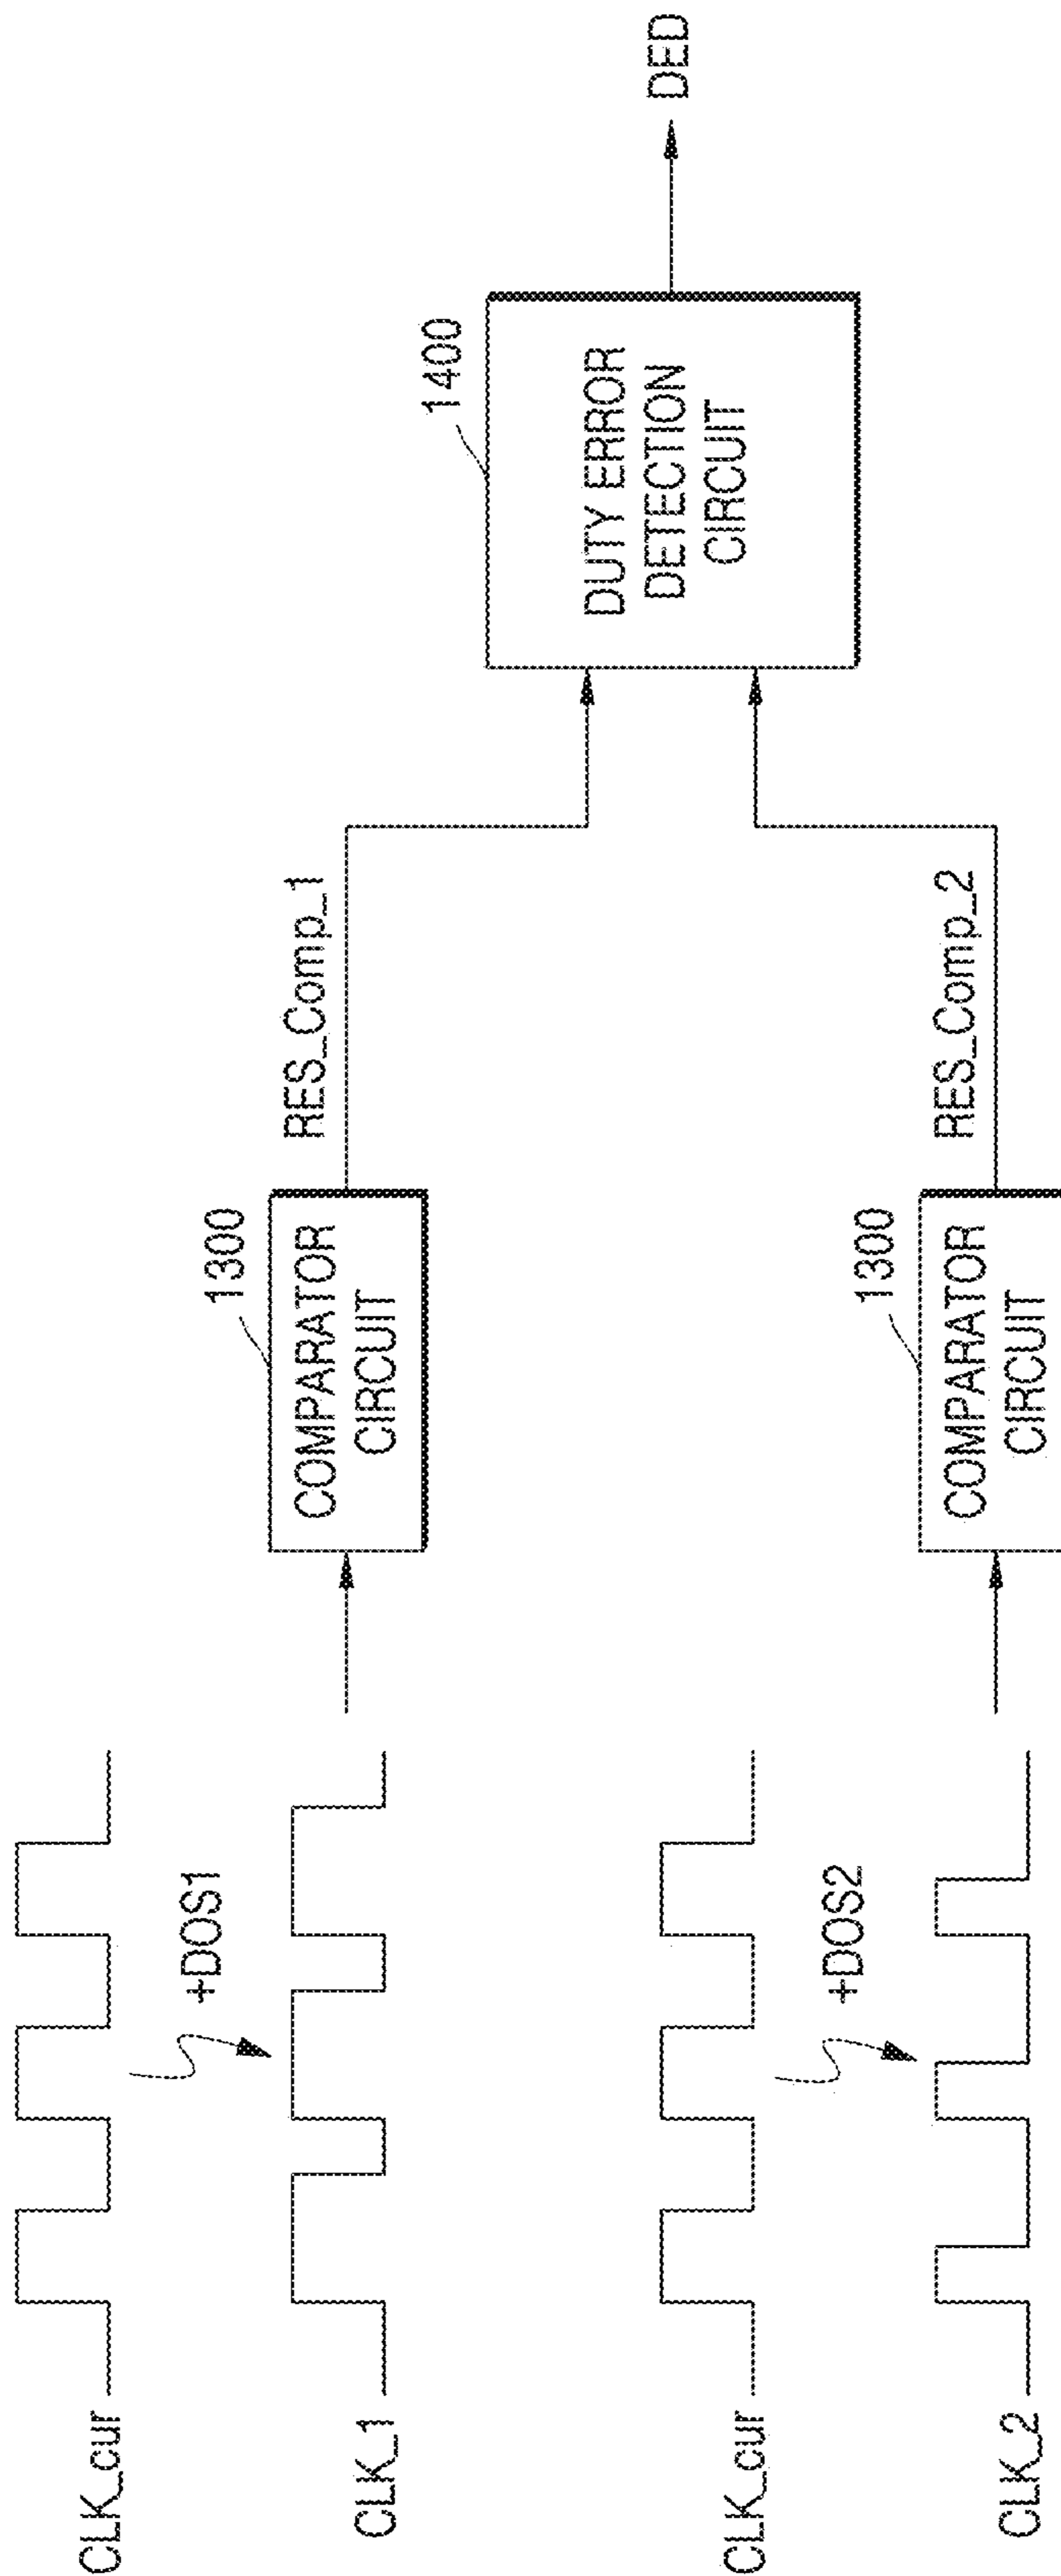 CLK_cur
+DOS1
CLK_1
1300
COMPARATOR
CIRCUIT
RES_Comp_1
CLK_cur
+DOS2
CLK_2
1300
COMPARATOR
CIRCUIT
RES_Comp_2
1400
DUTY ERROR
DETECTION
CIRCUIT
DED